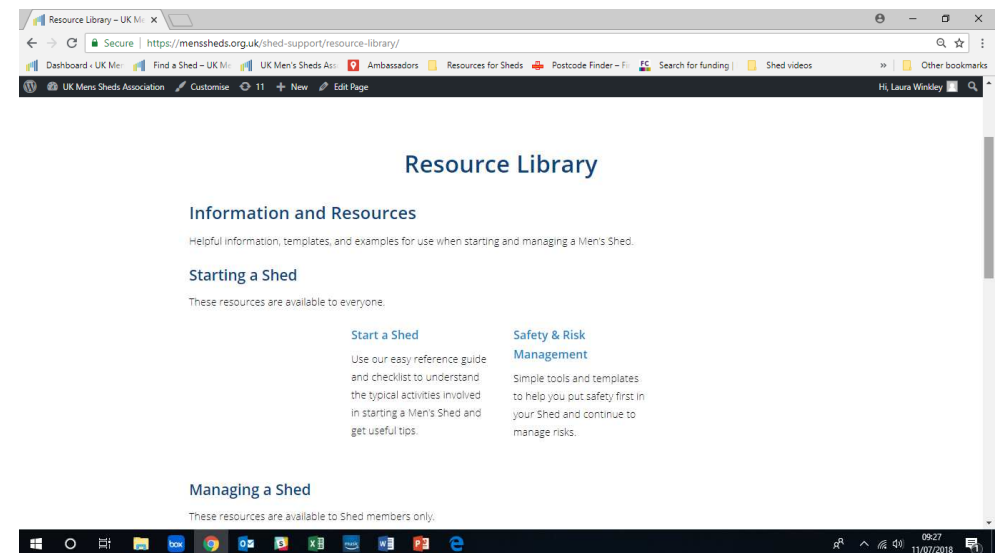 Resource Library – UK Me
Secure | https://menssheds.org.uk/shed-support/resource-library/
Dashboard ‹ UK Mer Find a Shed – UK Mo UK Men's Sheds Ass Ambassadors Resources for Sheds Postcode Finder – Fi Search for funding | Shed videos » Other bookmarks
UK Mens Sheds Association Customise 11 + New Edit Page Hi, Laura Winkley
Resource Library
Information and Resources
Helpful information, templates, and examples for use when starting and managing a Men's Shed.
Starting a Shed
These resources are available to everyone.
Start a Shed
Use our easy reference guide
and checklist to understand
the typical activities involved
in starting a Men's Shed and
get useful tips.
Safety & Risk
Management
Simple tools and templates
to help you put safety first in
your Shed and continue to
manage risks.
Managing a Shed
These resources are available to Shed members only.
box
music
09:27
11/07/2018